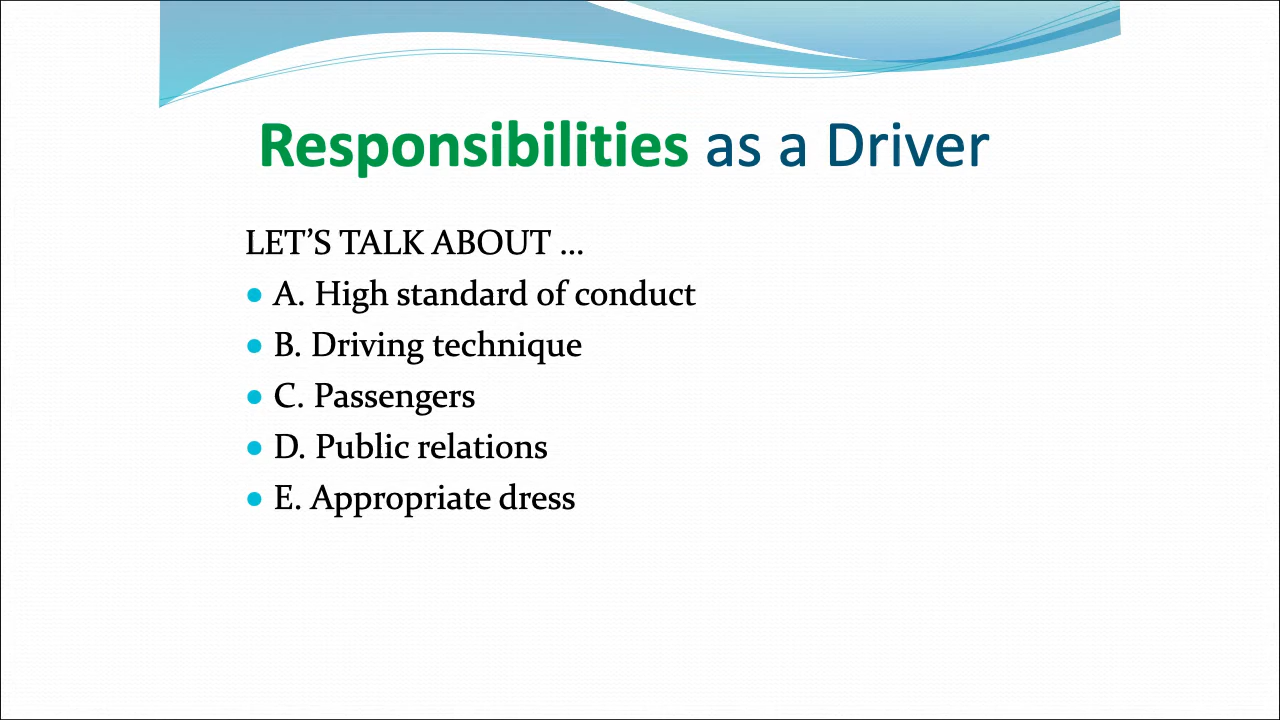 Responsibilities as a Driver
LET’S TALK ABOUT ...
• A. High standard of conduct
• B. Driving technique
• C. Passengers
• D. Public relations
• E. Appropriate dress